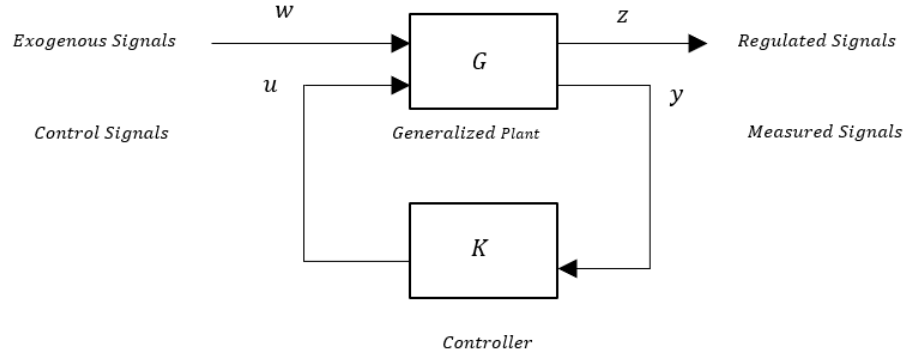 w
z
Exogenous Signals
G
Regulated Signals
u
y
Control Signals
Generalized Plant
Measured Signals
K
Controller